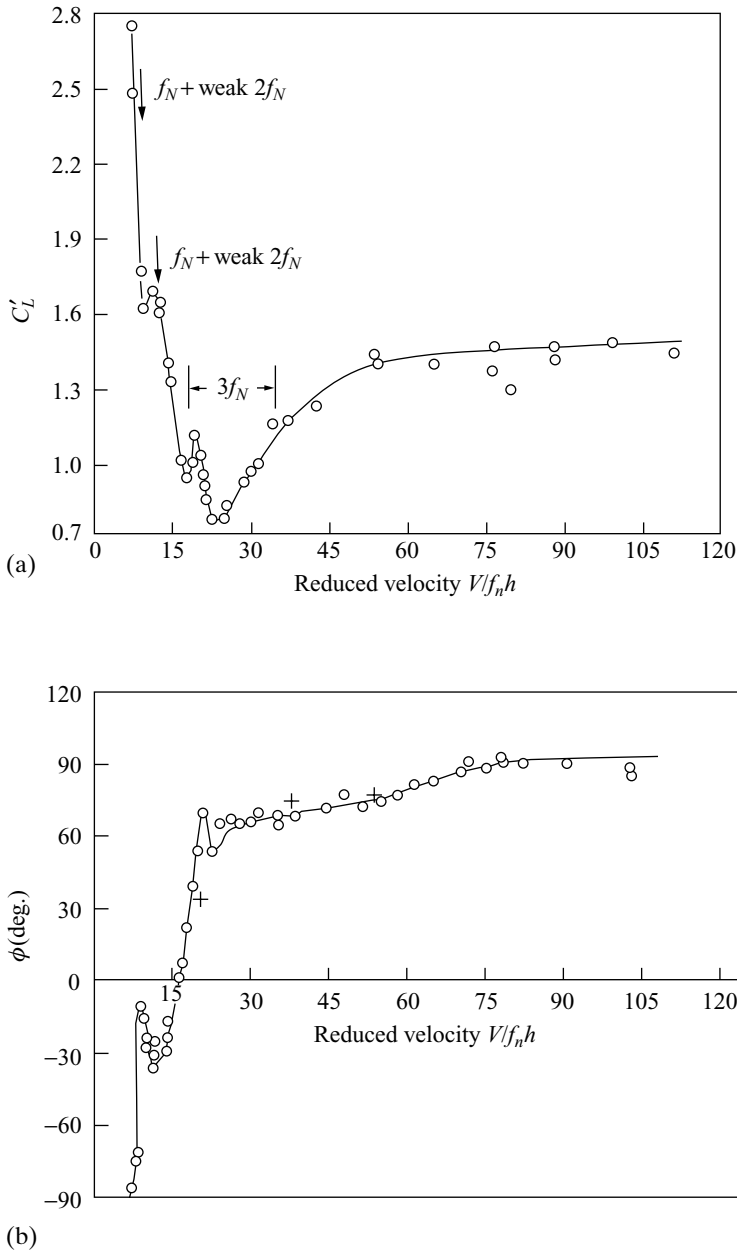 2.8
f_N + weak 2f_N
2.5
2.2
1.9
f_N + weak 2f_N
C′_L
1.6
3f_N
1.3
1.0
0.7
0 15 30 45 60 75 90 105 120
(a)
Reduced velocity V/f_nh
120
90
60
30
ϕ(deg.)
0
15 30 45 60 75 90 105 120
Reduced velocity V/f_nh
−30
−60
−90
(b)